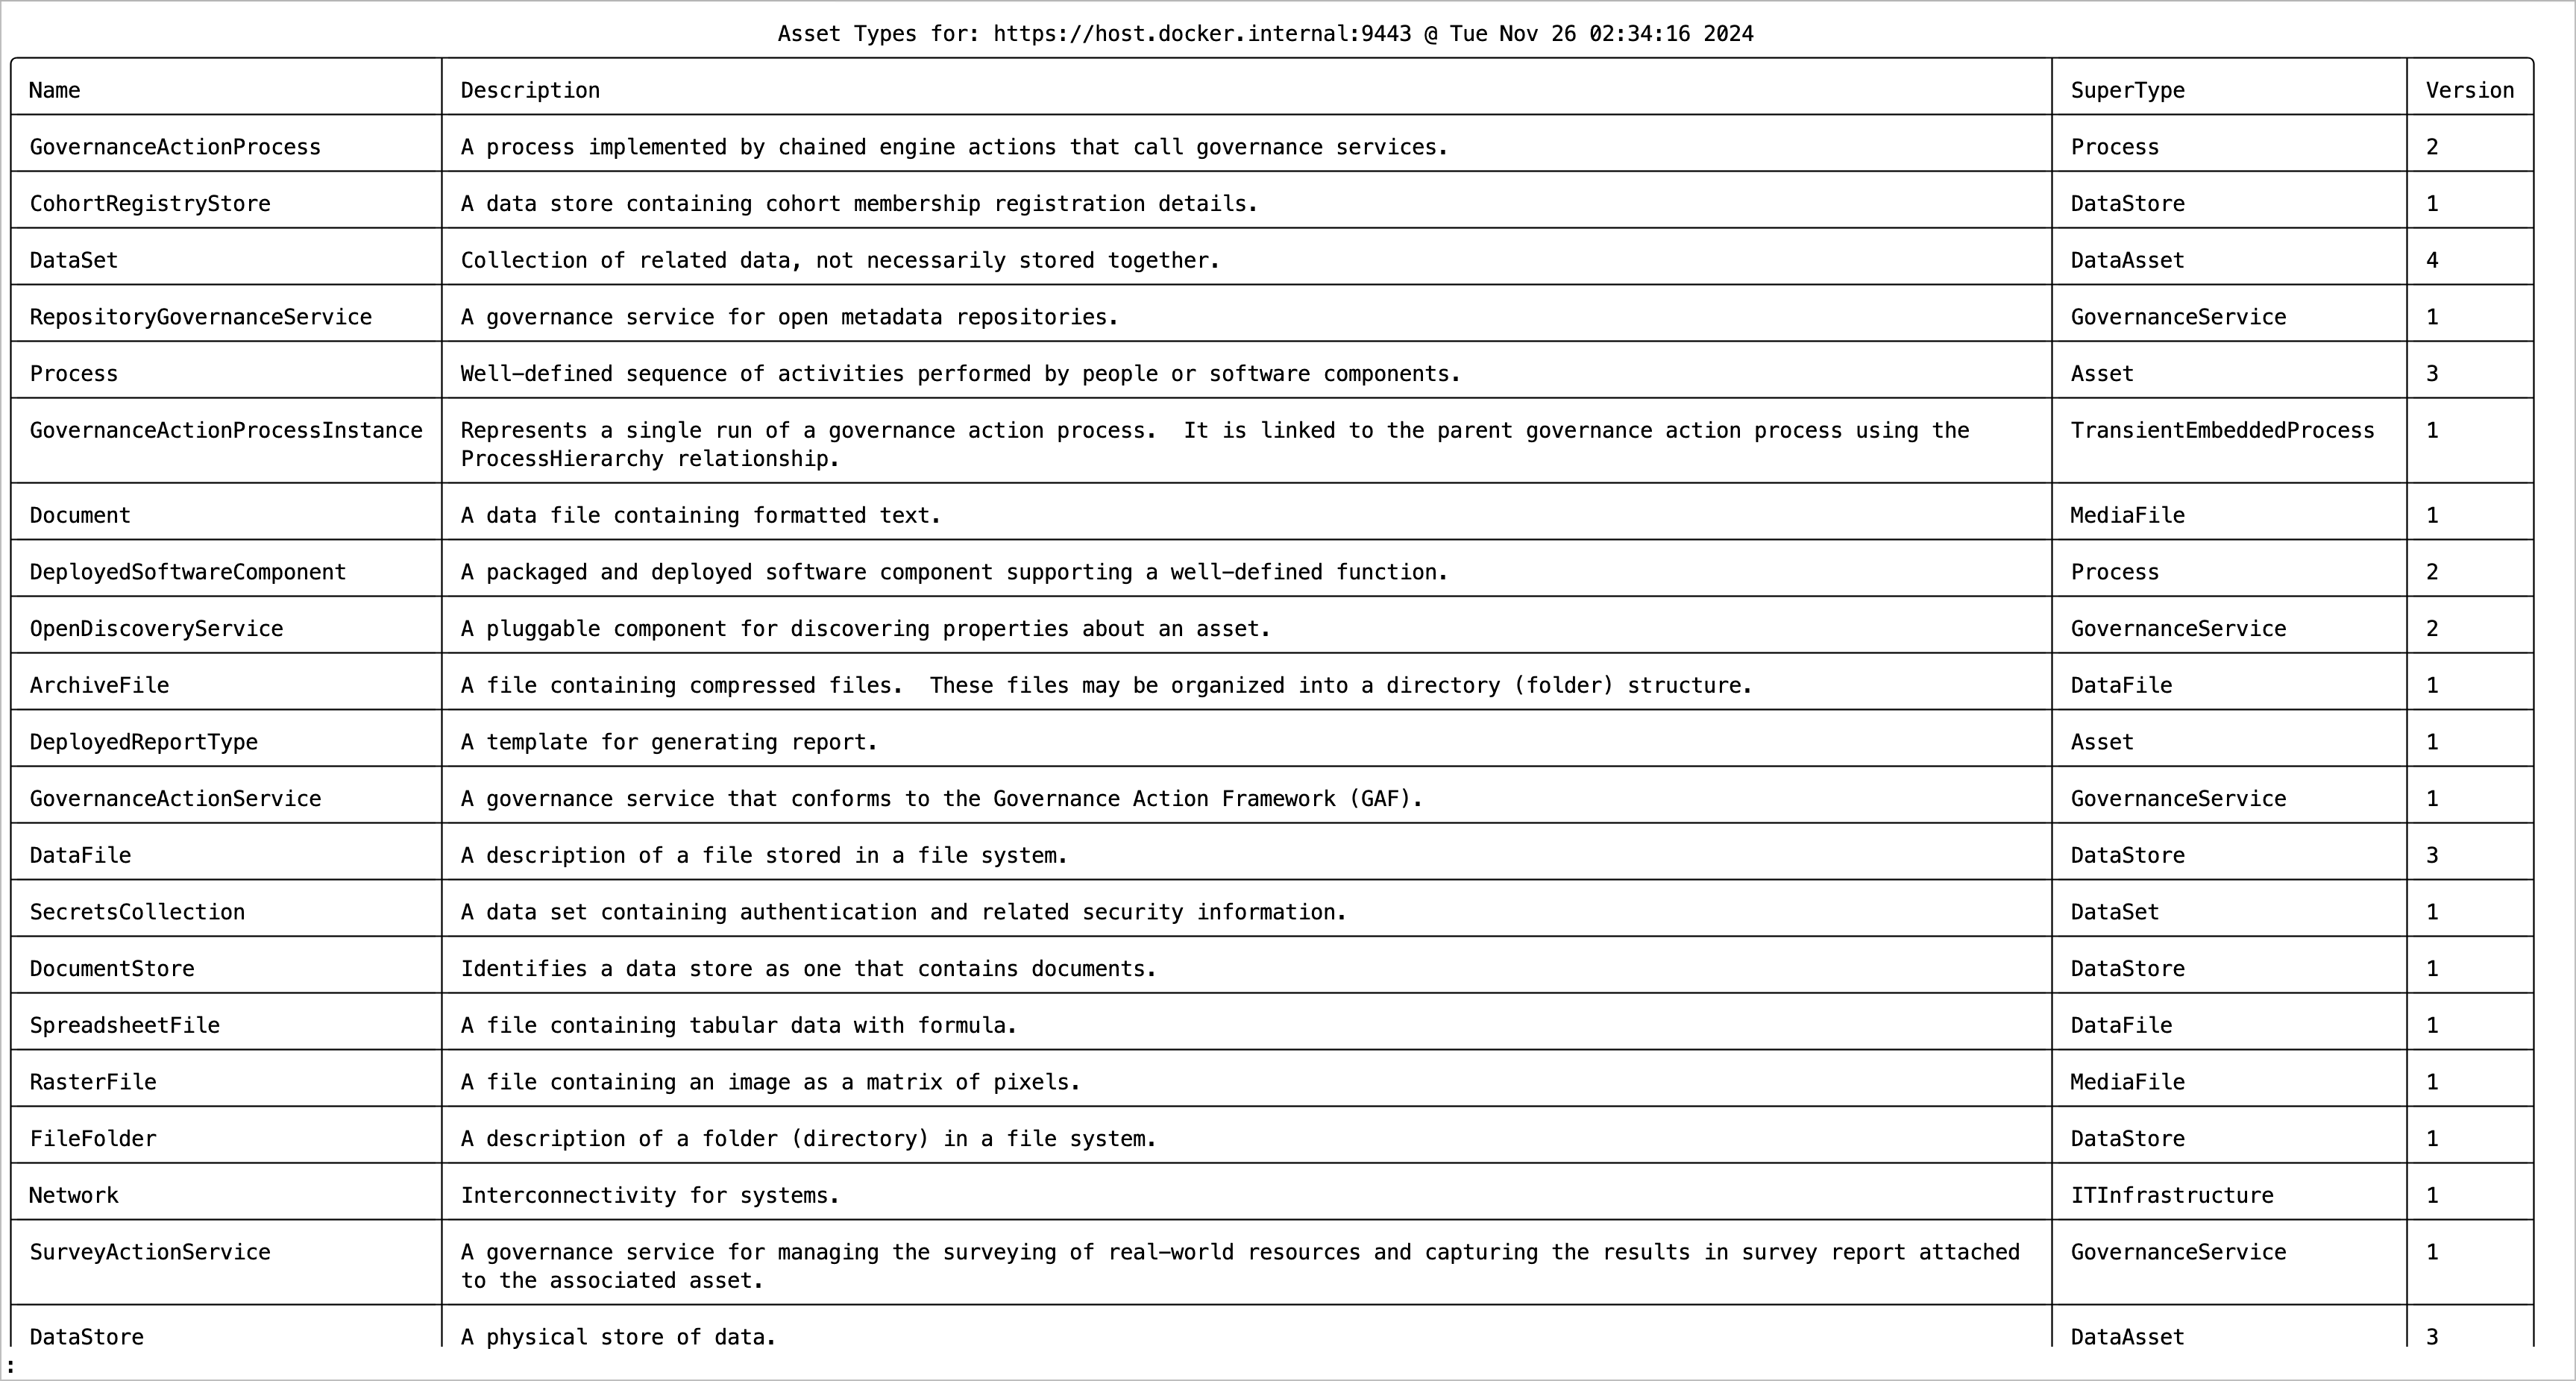 Asset Types for: https://host.docker.internal:9443 @ Tue Nov 26 02:34:16 2024
Name Description SuperType Version
GovernanceActionProcess A process implemented by chained engine actions that call governance services. Process 2
CohortRegistryStore A data store containing cohort membership registration details. DataStore 1
DataSet Collection of related data, not necessarily stored together. DataAsset 4
RepositoryGovernanceService A governance service for open metadata repositories. GovernanceService 1
Process Well-defined sequence of activities performed by people or software components. Asset 3
GovernanceActionProcessInstance Represents a single run of a governance action process.  It is linked to the parent governance action process using the TransientEmbeddedProcess 1
ProcessHierarchy relationship.
Document A data file containing formatted text. MediaFile 1
DeployedSoftwareComponent A packaged and deployed software component supporting a well-defined function. Process 2
OpenDiscoveryService A pluggable component for discovering properties about an asset. GovernanceService 2
ArchiveFile A file containing compressed files.  These files may be organized into a directory (folder) structure. DataFile 1
DeployedReportType A template for generating report. Asset 1
GovernanceActionService A governance service that conforms to the Governance Action Framework (GAF). GovernanceService 1
DataFile A description of a file stored in a file system. DataStore 3
SecretsCollection A data set containing authentication and related security information. DataSet 1
DocumentStore Identifies a data store as one that contains documents. DataStore 1
SpreadsheetFile A file containing tabular data with formula. DataFile 1
RasterFile A file containing an image as a matrix of pixels. MediaFile 1
FileFolder A description of a folder (directory) in a file system. DataStore 1
Network Interconnectivity for systems. ITInfrastructure 1
SurveyActionService A governance service for managing the surveying of real-world resources and capturing the results in survey report attached GovernanceService 1
to the associated asset.
DataStore A physical store of data. DataAsset 3
: